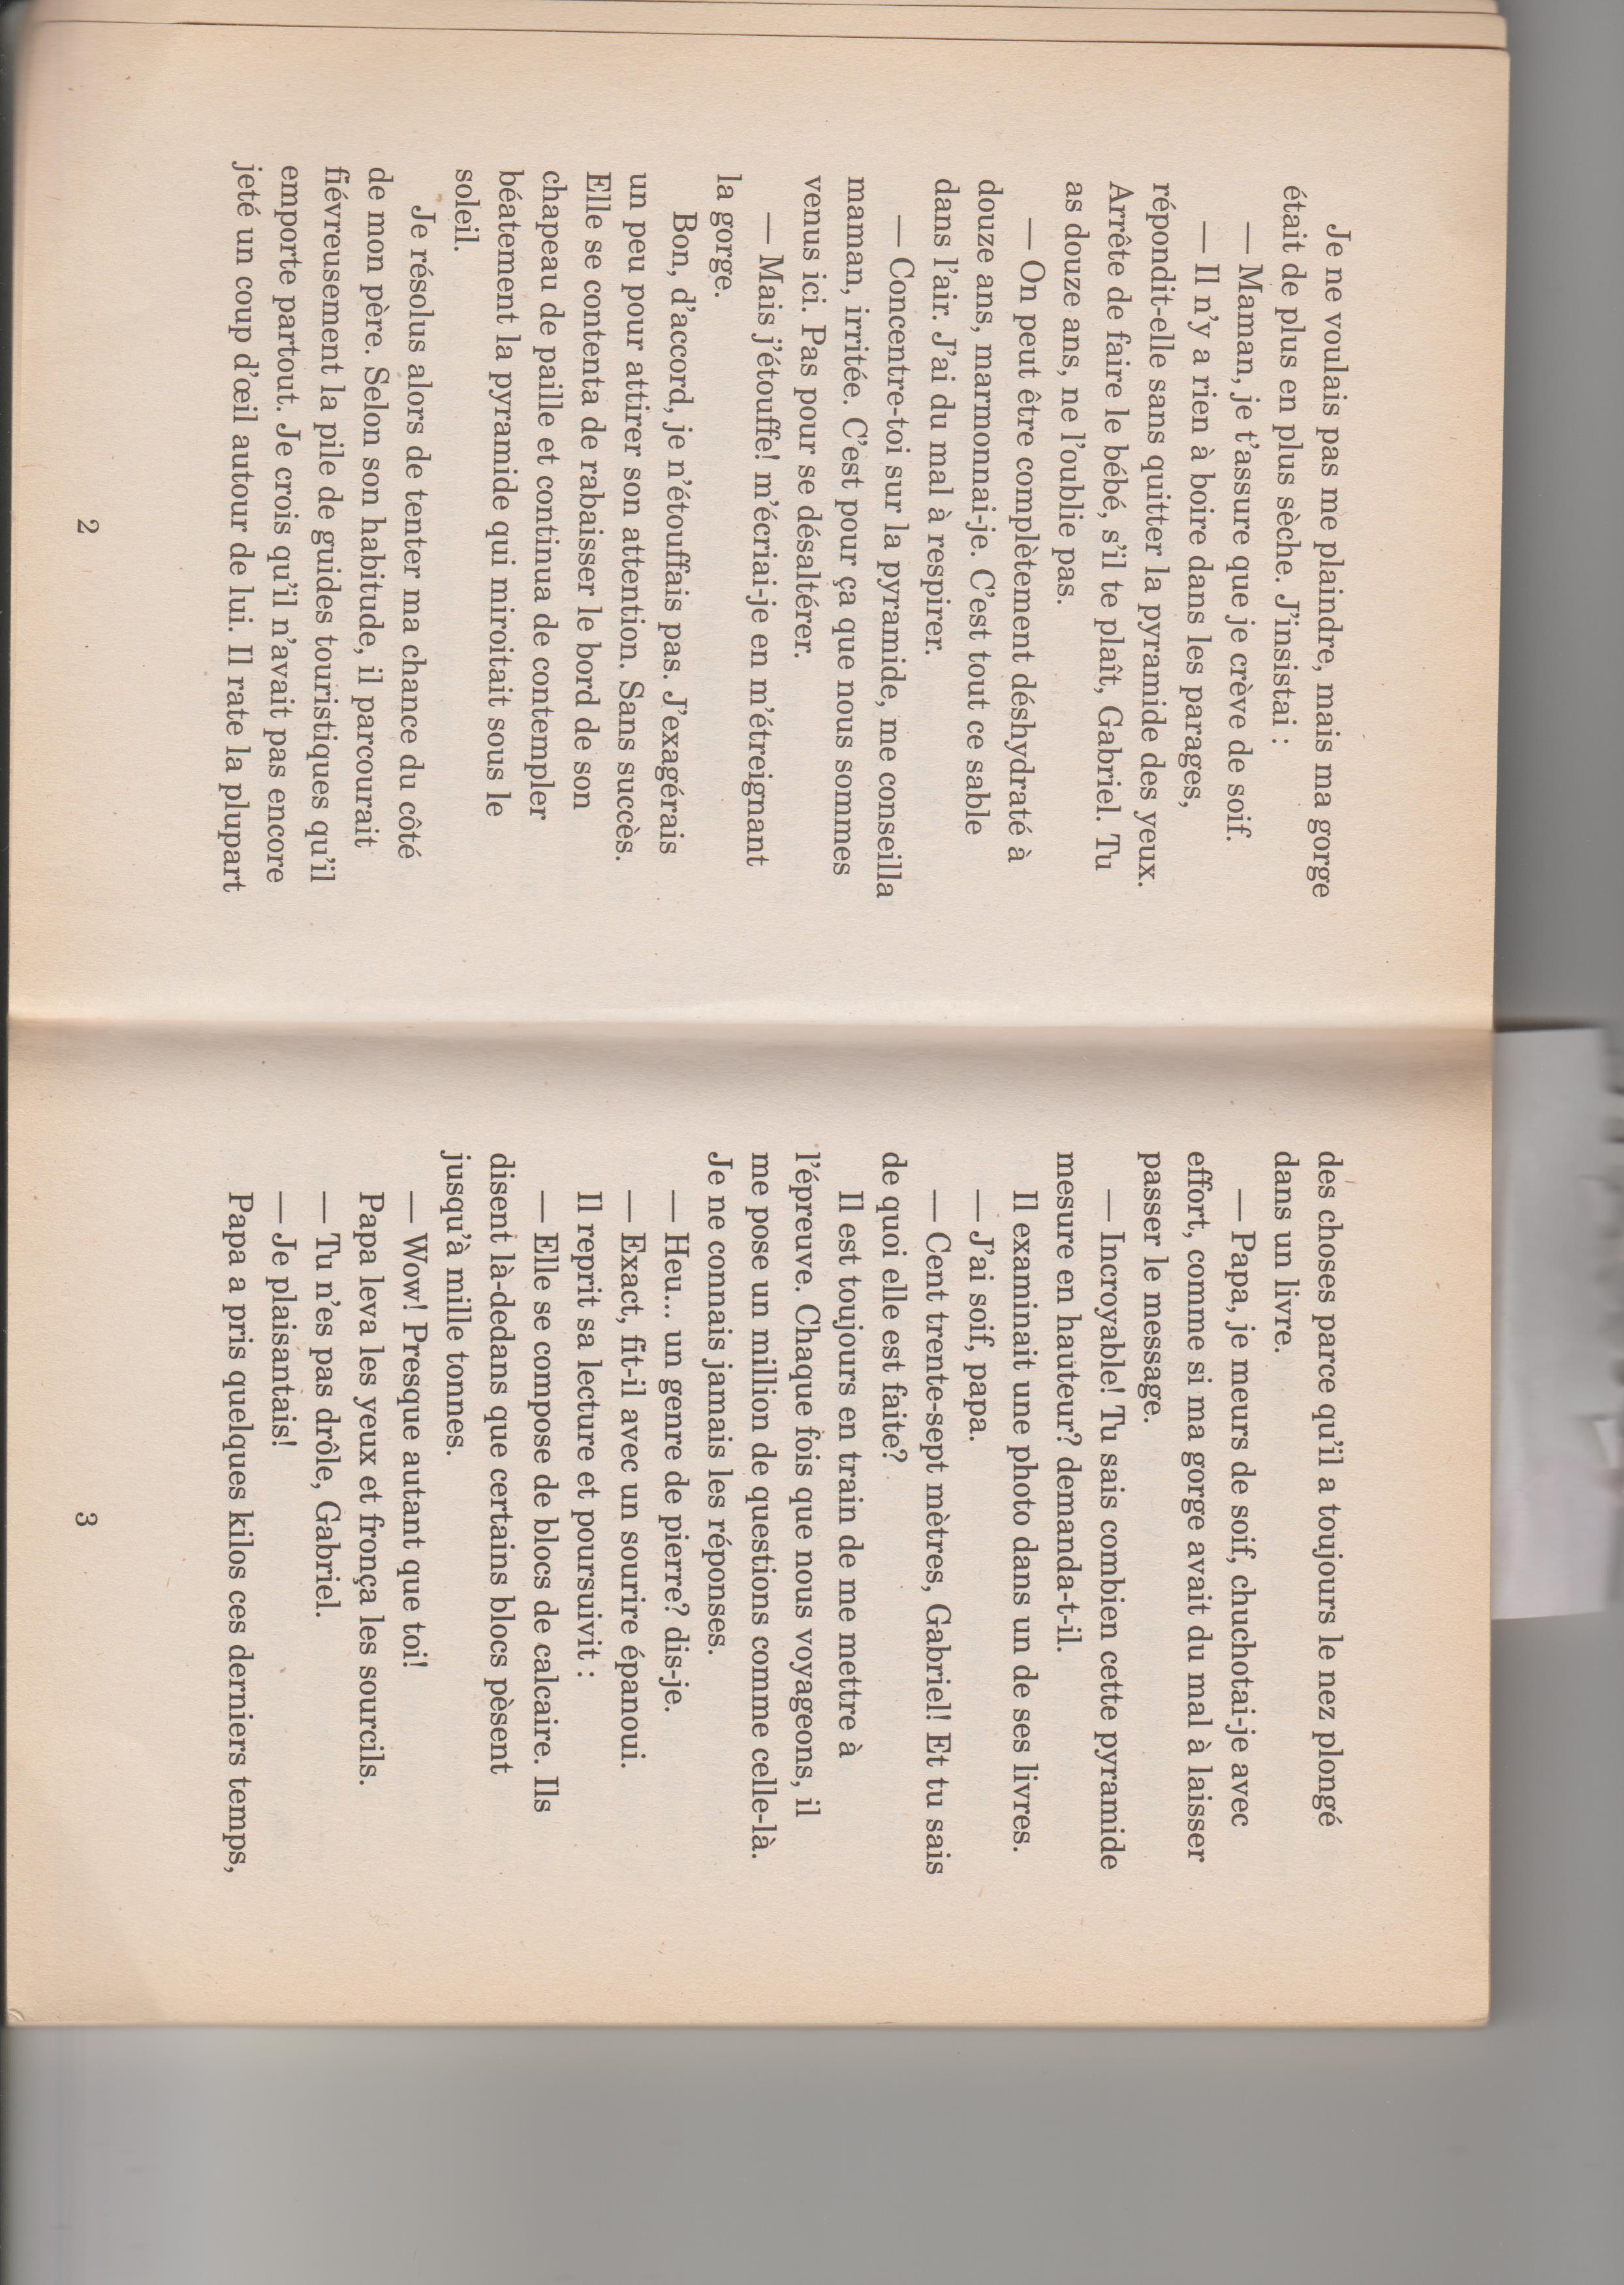 Je ne voulais pas me plaindre, mais ma gorge
était de plus en plus sèche. J'insistai :
— Maman, je t'assure que je crève de soif.
— Il n'y a rien à boire dans les parages,
répondit-elle sans quitter la pyramide des yeux.
Arrête de faire le bébé, s'il te plaît, Gabriel. Tu
as douze ans, ne l'oublie pas.
— On peut être complètement déshydraté à
douze ans, marmonnai-je. C'est tout ce sable
dans l'air. J'ai du mal à respirer.
— Concentre-toi sur la pyramide, me conseilla
maman, irritée. C'est pour ça que nous sommes
venus ici. Pas pour se désaltérer.
— Mais j'étouffe! m'écriai-je en m'étreignant
la gorge.
Bon, d'accord, je n'étouffais pas. J'exagérais
un peu pour attirer son attention. Sans succès.
Elle se contenta de rabaisser le bord de son
chapeau de paille et continua de contempler
béatement la pyramide qui miroitait sous le
soleil.
Je résolus alors de tenter ma chance du côté
de mon père. Selon son habitude, il parcourait
fiévreusement la pile de guides touristiques qu'il
emporte partout. Je crois qu'il n'avait pas encore
jeté un coup d'œil autour de lui. Il rate la plupart
2
des choses parce qu'il a toujours le nez plongé
dans un livre.
— Papa, je meurs de soif, chuchotai-je avec
effort, comme si ma gorge avait du mal à laisser
passer le message.
— Incroyable! Tu sais combien cette pyramide
mesure en hauteur? demanda-t-il.
Il examinait une photo dans un de ses livres.
— J'ai soif, papa.
— Cent trente-sept mètres, Gabriel! Et tu sais
de quoi elle est faite?
Il est toujours en train de me mettre à
l'épreuve. Chaque fois que nous voyageons, il
me pose un million de questions comme celle-là.
Je ne connais jamais les réponses.
— Heu... un genre de pierre? dis-je.
— Exact, fit-il avec un sourire épanoui.
Il reprit sa lecture et poursuivit :
— Elle se compose de blocs de calcaire. Ils
disent là-dedans que certains blocs pèsent
jusqu'à mille tonnes.
— Wow! Presque autant que toi!
Papa leva les yeux et fronça les sourcils.
— Tu n'es pas drôle, Gabriel.
— Je plaisantais!
Papa a pris quelques kilos ces derniers temps,
3